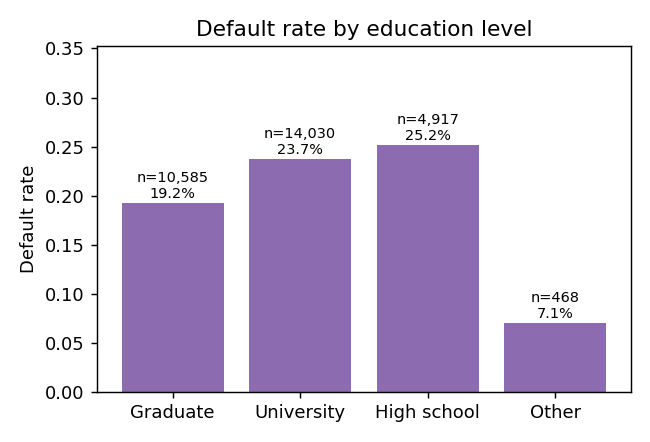 Default rate by education level
Default rate
0.35
0.30
0.25
0.20
0.15
0.10
0.05
0.00
n=10,585
19.2%
n=14,030
23.7%
n=4,917
25.2%
n=468
7.1%
Graduate
University
High school
Other